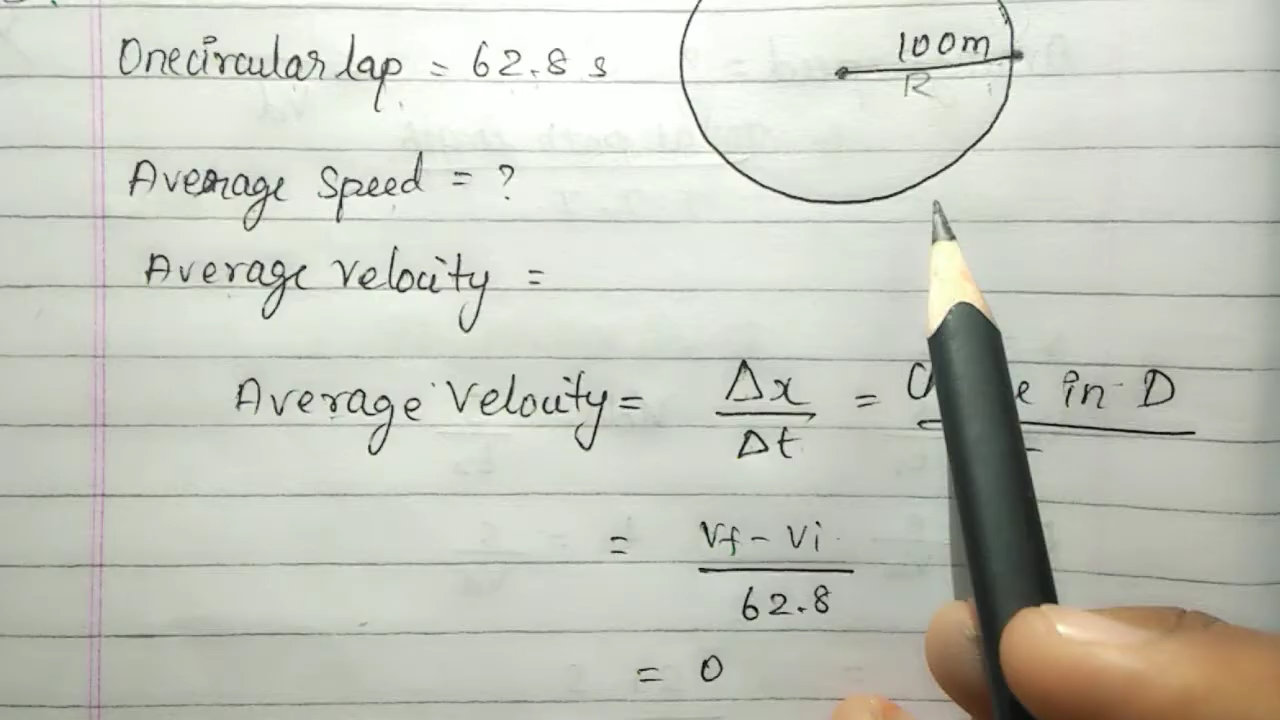 Onecircular lap = 62.8 s
100m
R
Average Speed = ?
Average Velocity =
Average Velocity = Δx / Δt = in D
= Vf - Vi / 62.8
= 0